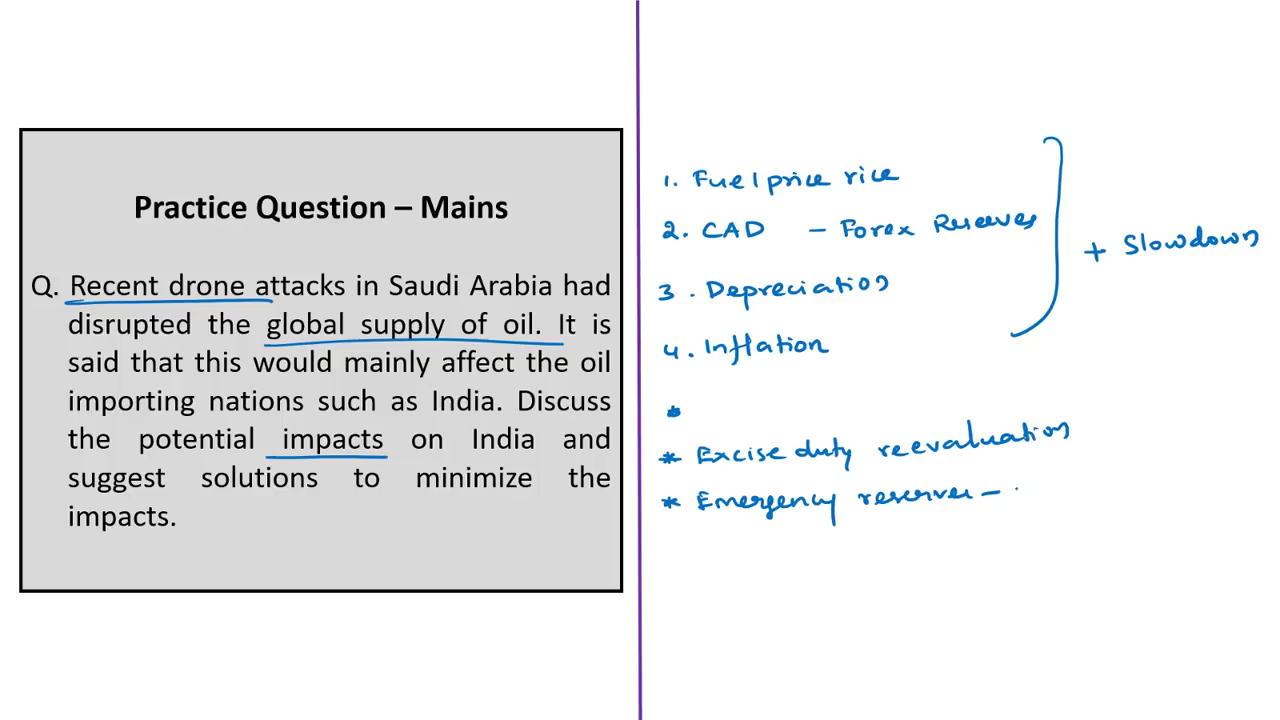 Practice Question – Mains
Q. Recent drone attacks in Saudi Arabia had
disrupted the global supply of oil. It is
said that this would mainly affect the oil
importing nations such as India. Discuss
the potential impacts on India and
suggest solutions to minimize the
impacts.
1. Fuel price rice
2. CAD – Forex Reserves
3. Depreciation
4. Inflation
+ Slowdown
*
* Excise duty reevaluation
* Emergency reserves –